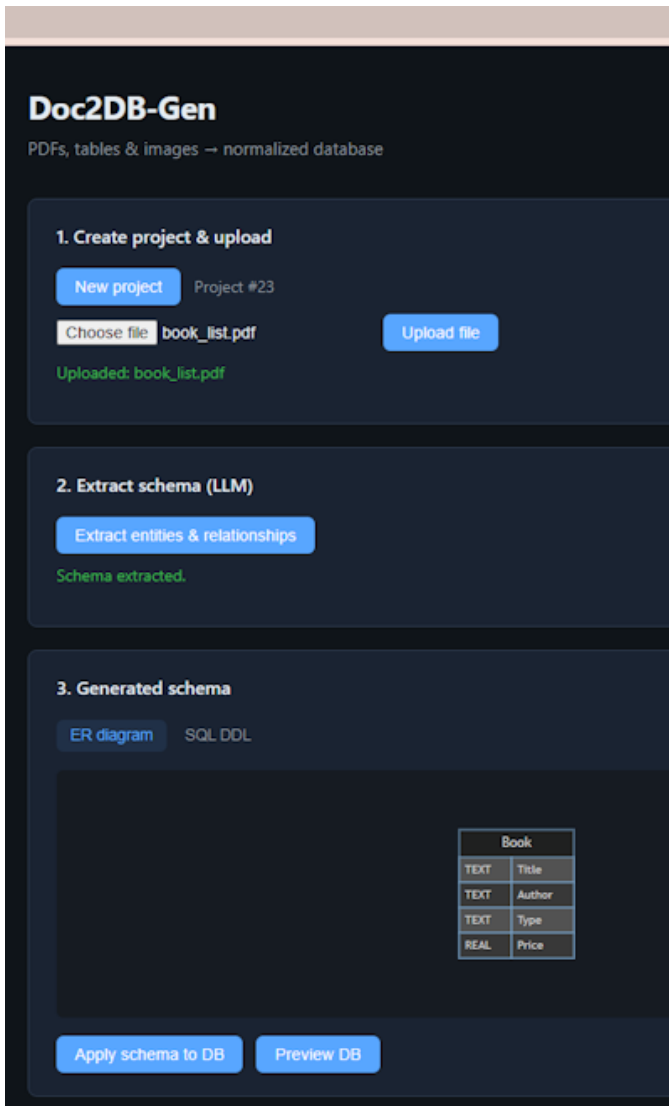 Doc2DB-Gen
PDFs, tables & images → normalized database
1. Create project & upload
New project Project #23
Choose file book_list.pdf Upload file
Uploaded: book_list.pdf
2. Extract schema (LLM)
Extract entities & relationships
Schema extracted.
3. Generated schema
ER diagram SQL DDL
Book
TEXT Title
TEXT Author
TEXT Type
REAL Price
Apply schema to DB Preview DB